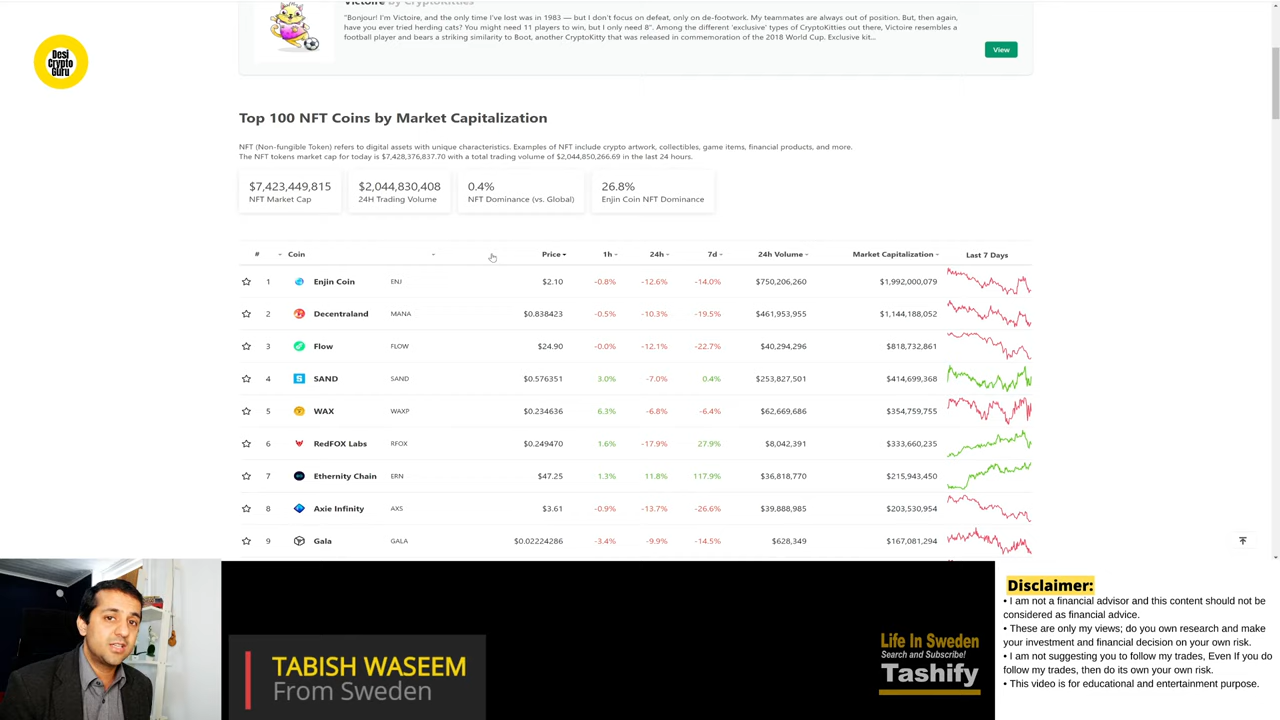 Victoire by CryptoKitties
"Bonjour! I'm Victoire, and the only time I've lost was in 1983 — but I don't focus on defeat, only on de-footwork. My teammates are always out of position. But, then again,
have you ever tried herding cats? You might need 11 players to win, but I only need 8". Among the different 'exclusive' types of CryptoKitties out there, Victoire resembles a
football player and bears a striking similarity to Boot, another CryptoKitty that was released in commemoration of the 2018 World Cup. Exclusive kit...
View
Desi
Crypto
Guru
Top 100 NFT Coins by Market Capitalization
NFT (Non-fungible Token) refers to digital assets with unique characteristics. Examples of NFT include crypto artwork, collectibles, game items, financial products, and more.
The NFT tokens market cap for today is $7,428,376,837.70 with a total trading volume of $2,044,850,266.69 in the last 24 hours.
$7,423,449,815 $2,044,830,408 0.4% 26.8%
NFT Market Cap 24H Trading Volume NFT Dominance (vs. Global) Enjin Coin NFT Dominance
# Coin Price 1h 24h 7d 24h Volume Market Capitalization Last 7 Days
1 Enjin Coin ENJ $2.10 -0.8% -12.6% -14.0% $750,206,260 $1,992,000,079
2 Decentraland MANA $0.838423 -0.5% -10.3% -19.5% $461,953,955 $1,144,188,052
3 Flow FLOW $24.90 -0.0% -12.1% -22.7% $40,294,296 $818,732,861
4 SAND SAND $0.576351 3.0% -7.0% 0.4% $253,827,501 $414,699,368
5 WAX WAXP $0.234636 6.3% -6.8% -6.4% $62,669,686 $354,759,755
6 RedFOX Labs RFOX $0.249470 1.6% -17.9% 27.9% $8,042,391 $333,660,235
7 Ethernity Chain ERN $47.25 1.3% 11.8% 117.9% $36,818,770 $215,943,450
8 Axie Infinity AXS $3.61 -0.9% -13.7% -26.6% $39,888,985 $203,530,954
9 Gala GALA $0.02224286 -3.4% -9.9% -14.5% $628,349 $167,081,294
TABISH WASEEM
From Sweden
Life In Sweden
Search and Subscribe!
Tashify
Disclaimer:
• I am not a financial advisor and this content should not be
considered as financial advice.
• These are only my views; do you own research and make
your investment and financial decision on your own risk.
• I am not suggesting you to follow my trades, Even If you do
follow my trades, then do its own your own risk.
• This video is for educational and entertainment purpose.